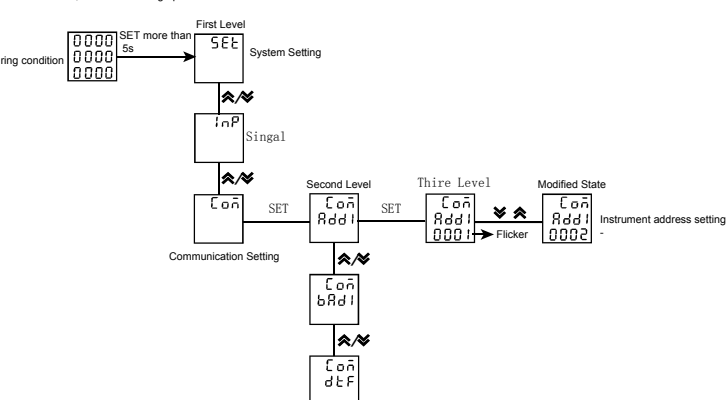 First Level
0000
0000
0000
SET more than
5s
SEt
System Setting
ring condition
InP
Singal
Con
SET
Communication Setting
Second Level
Con
Add1
SET
Thire Level
Con
Add1
0001
Flicker
Modified State
Con
Add1
0002
Instrument address setting
-
Con
bAd1
Con
dtF